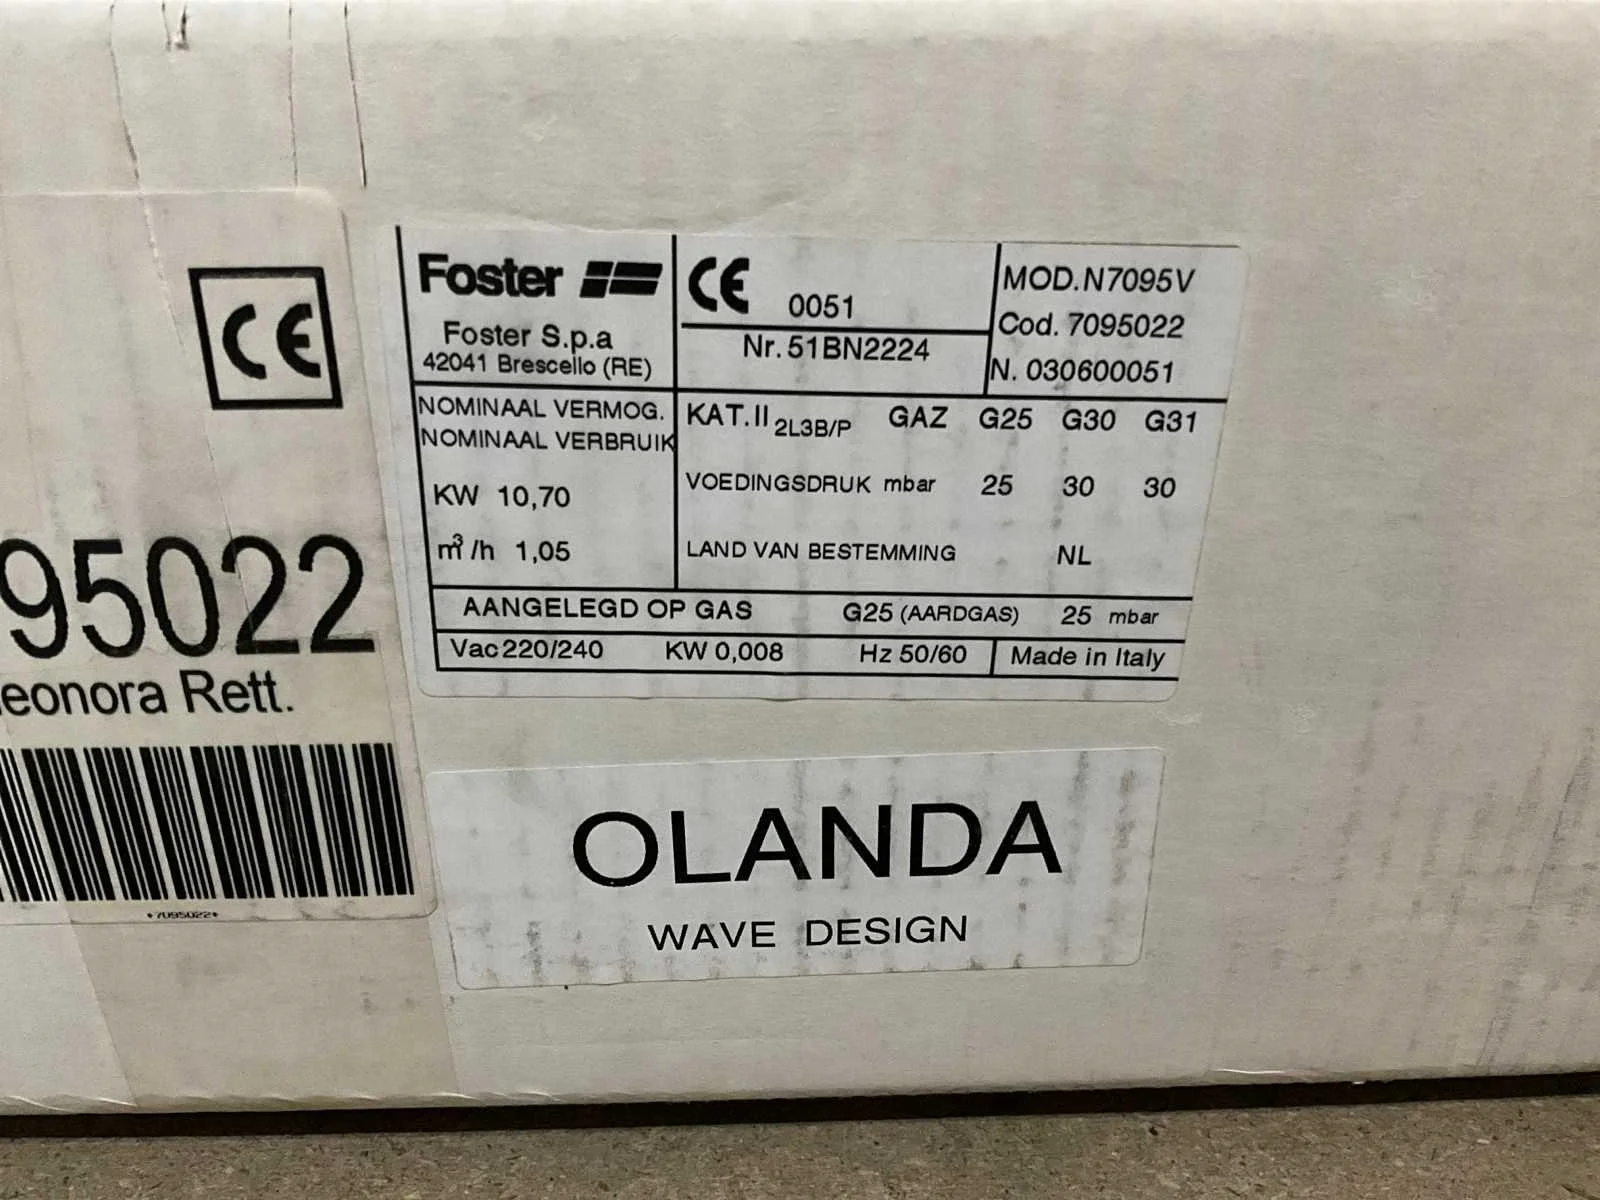 CE
95022
eonora Rett.
*7095022*
Foster
Foster S.p.a
42041 Brescello (RE)
CE 0051
Nr. 51BN2224
MOD.N7095V
Cod. 7095022
N. 030600051
NOMINAAL VERMOG.
NOMINAAL VERBRUIK
KW 10,70
m³/h 1,05
KAT.II 2L3B/P GAZ G25 G30 G31
VOEDINGSDRUK mbar 25 30 30
LAND VAN BESTEMMING NL
AANGELEGD OP GAS G25 (AARDGAS) 25 mbar
Vac 220/240 KW 0,008 Hz 50/60 Made in Italy
OLANDA
WAVE DESIGN